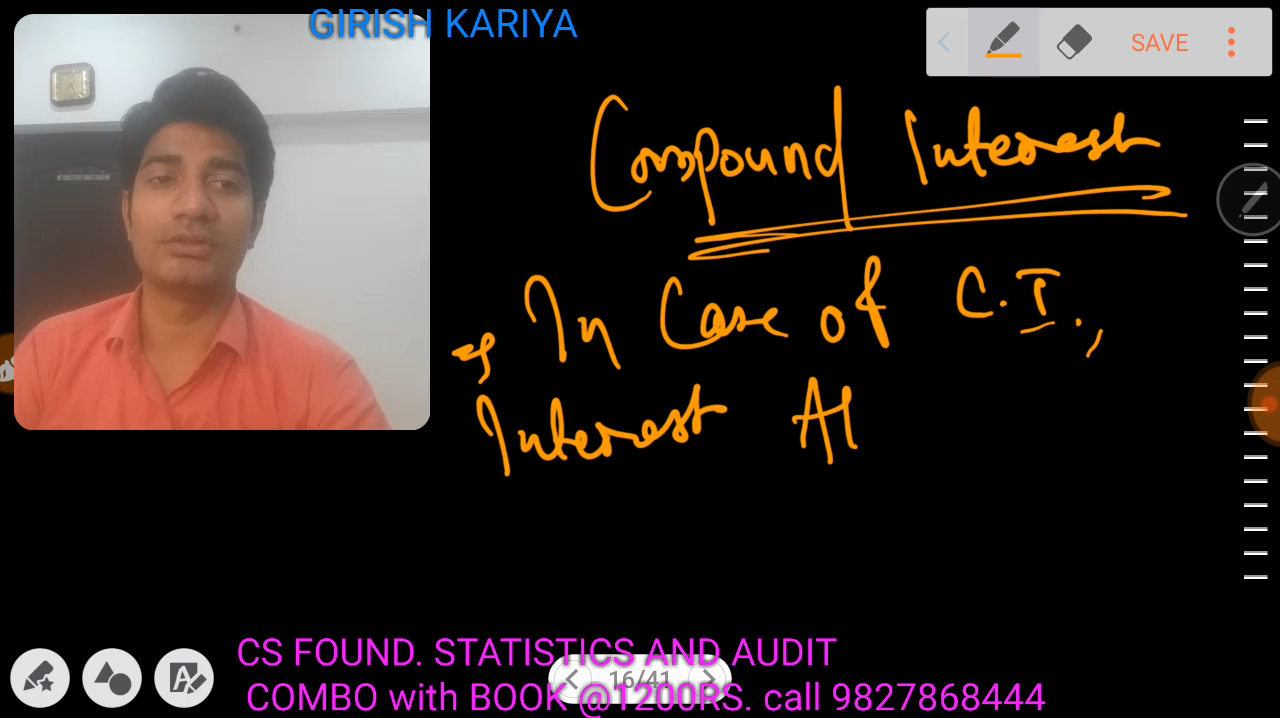 GIRISH KARIYA
SAVE
Compound Interest
In Case of C.I.,
Interest Al
CS FOUND. STATISTICS AND AUDIT
16/41
COMBO with BOOK @1200RS. call 9827868444